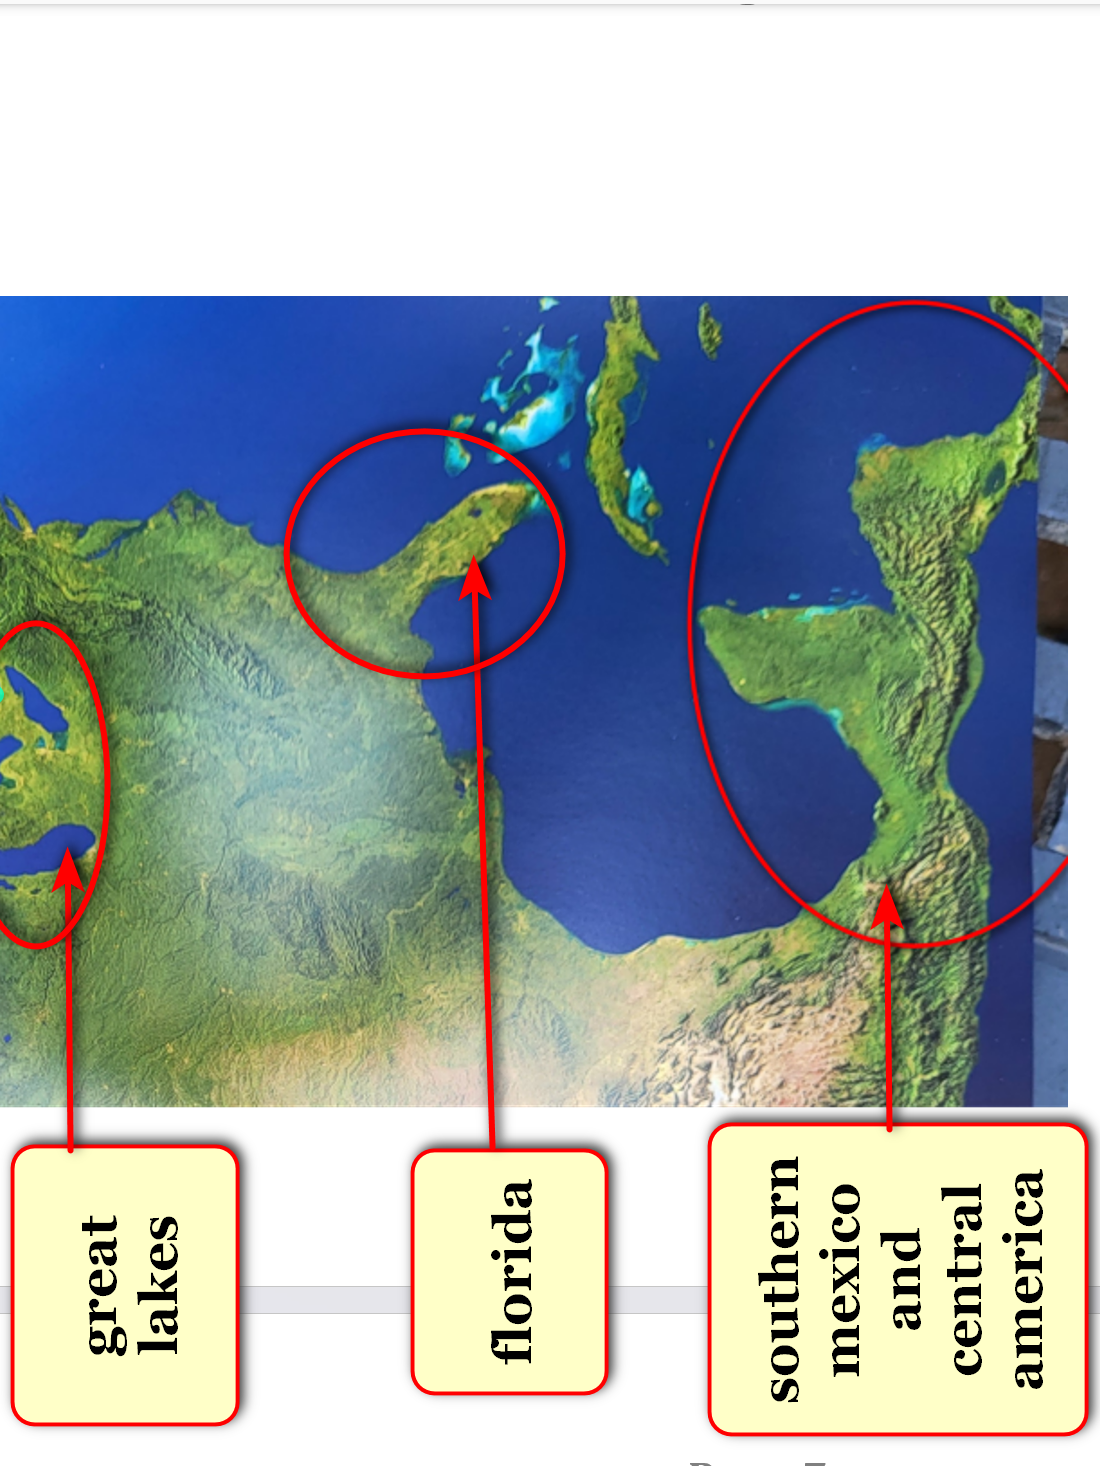 great
lakes
florida
southern
mexico
and
central
america